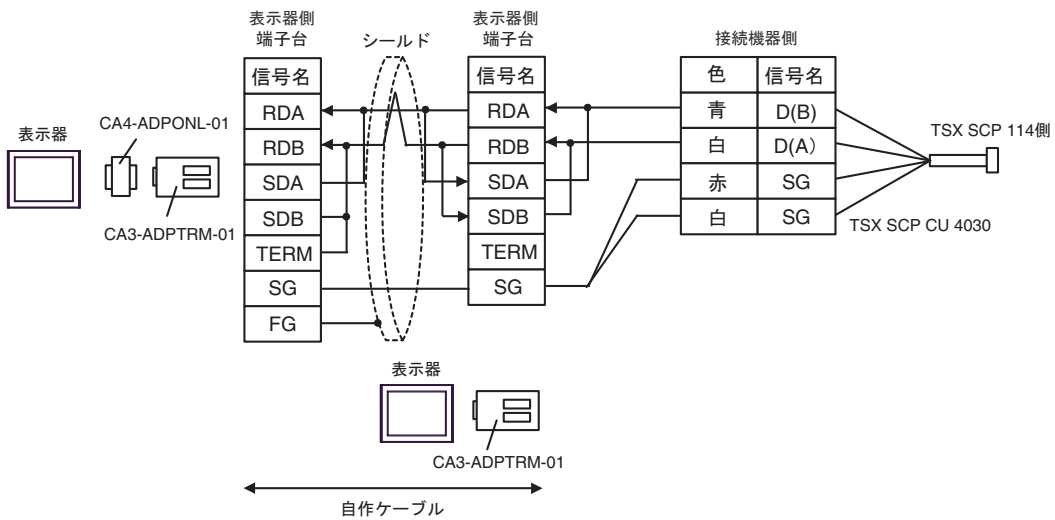 表示器側
端子台
シールド
表示器側
端子台
接続機器側
信号名
信号名
色 信号名
RDA
RDA
青 D(B)
RDB
RDB
白 D(A)
SDA
SDA
赤 SG
SDB
SDB
白 SG
TERM
TERM
SG
SG
FG
表示器
CA4-ADPONL-01
CA3-ADPTRM-01
TSX SCP 114側
TSX SCP CU 4030
表示器
CA3-ADPTRM-01
自作ケーブル